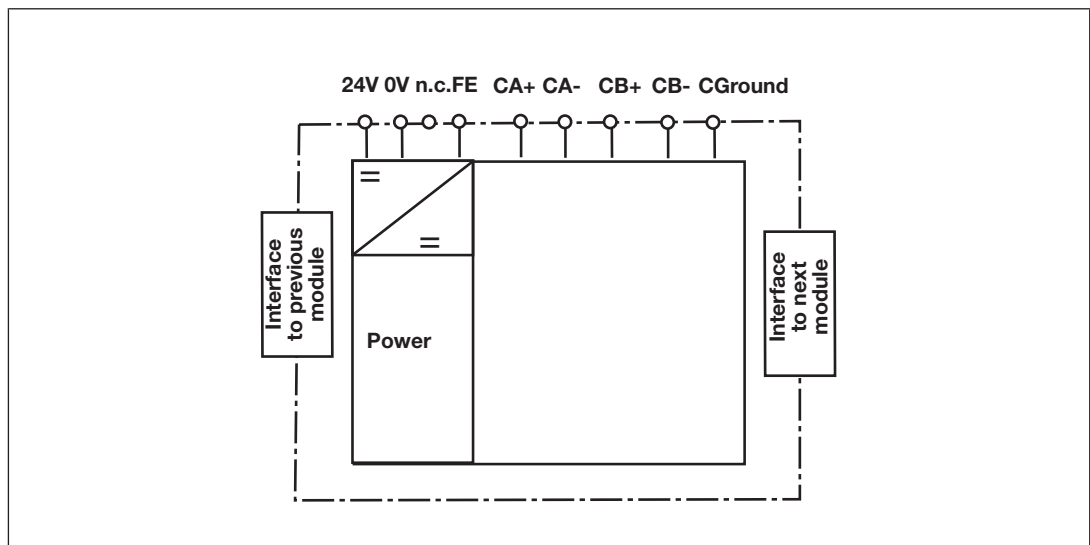 24V 0V n.c.FE CA+ CA- CB+ CB- CGround
=
=
Interface
to previous
module
Power
Interface
to next
module